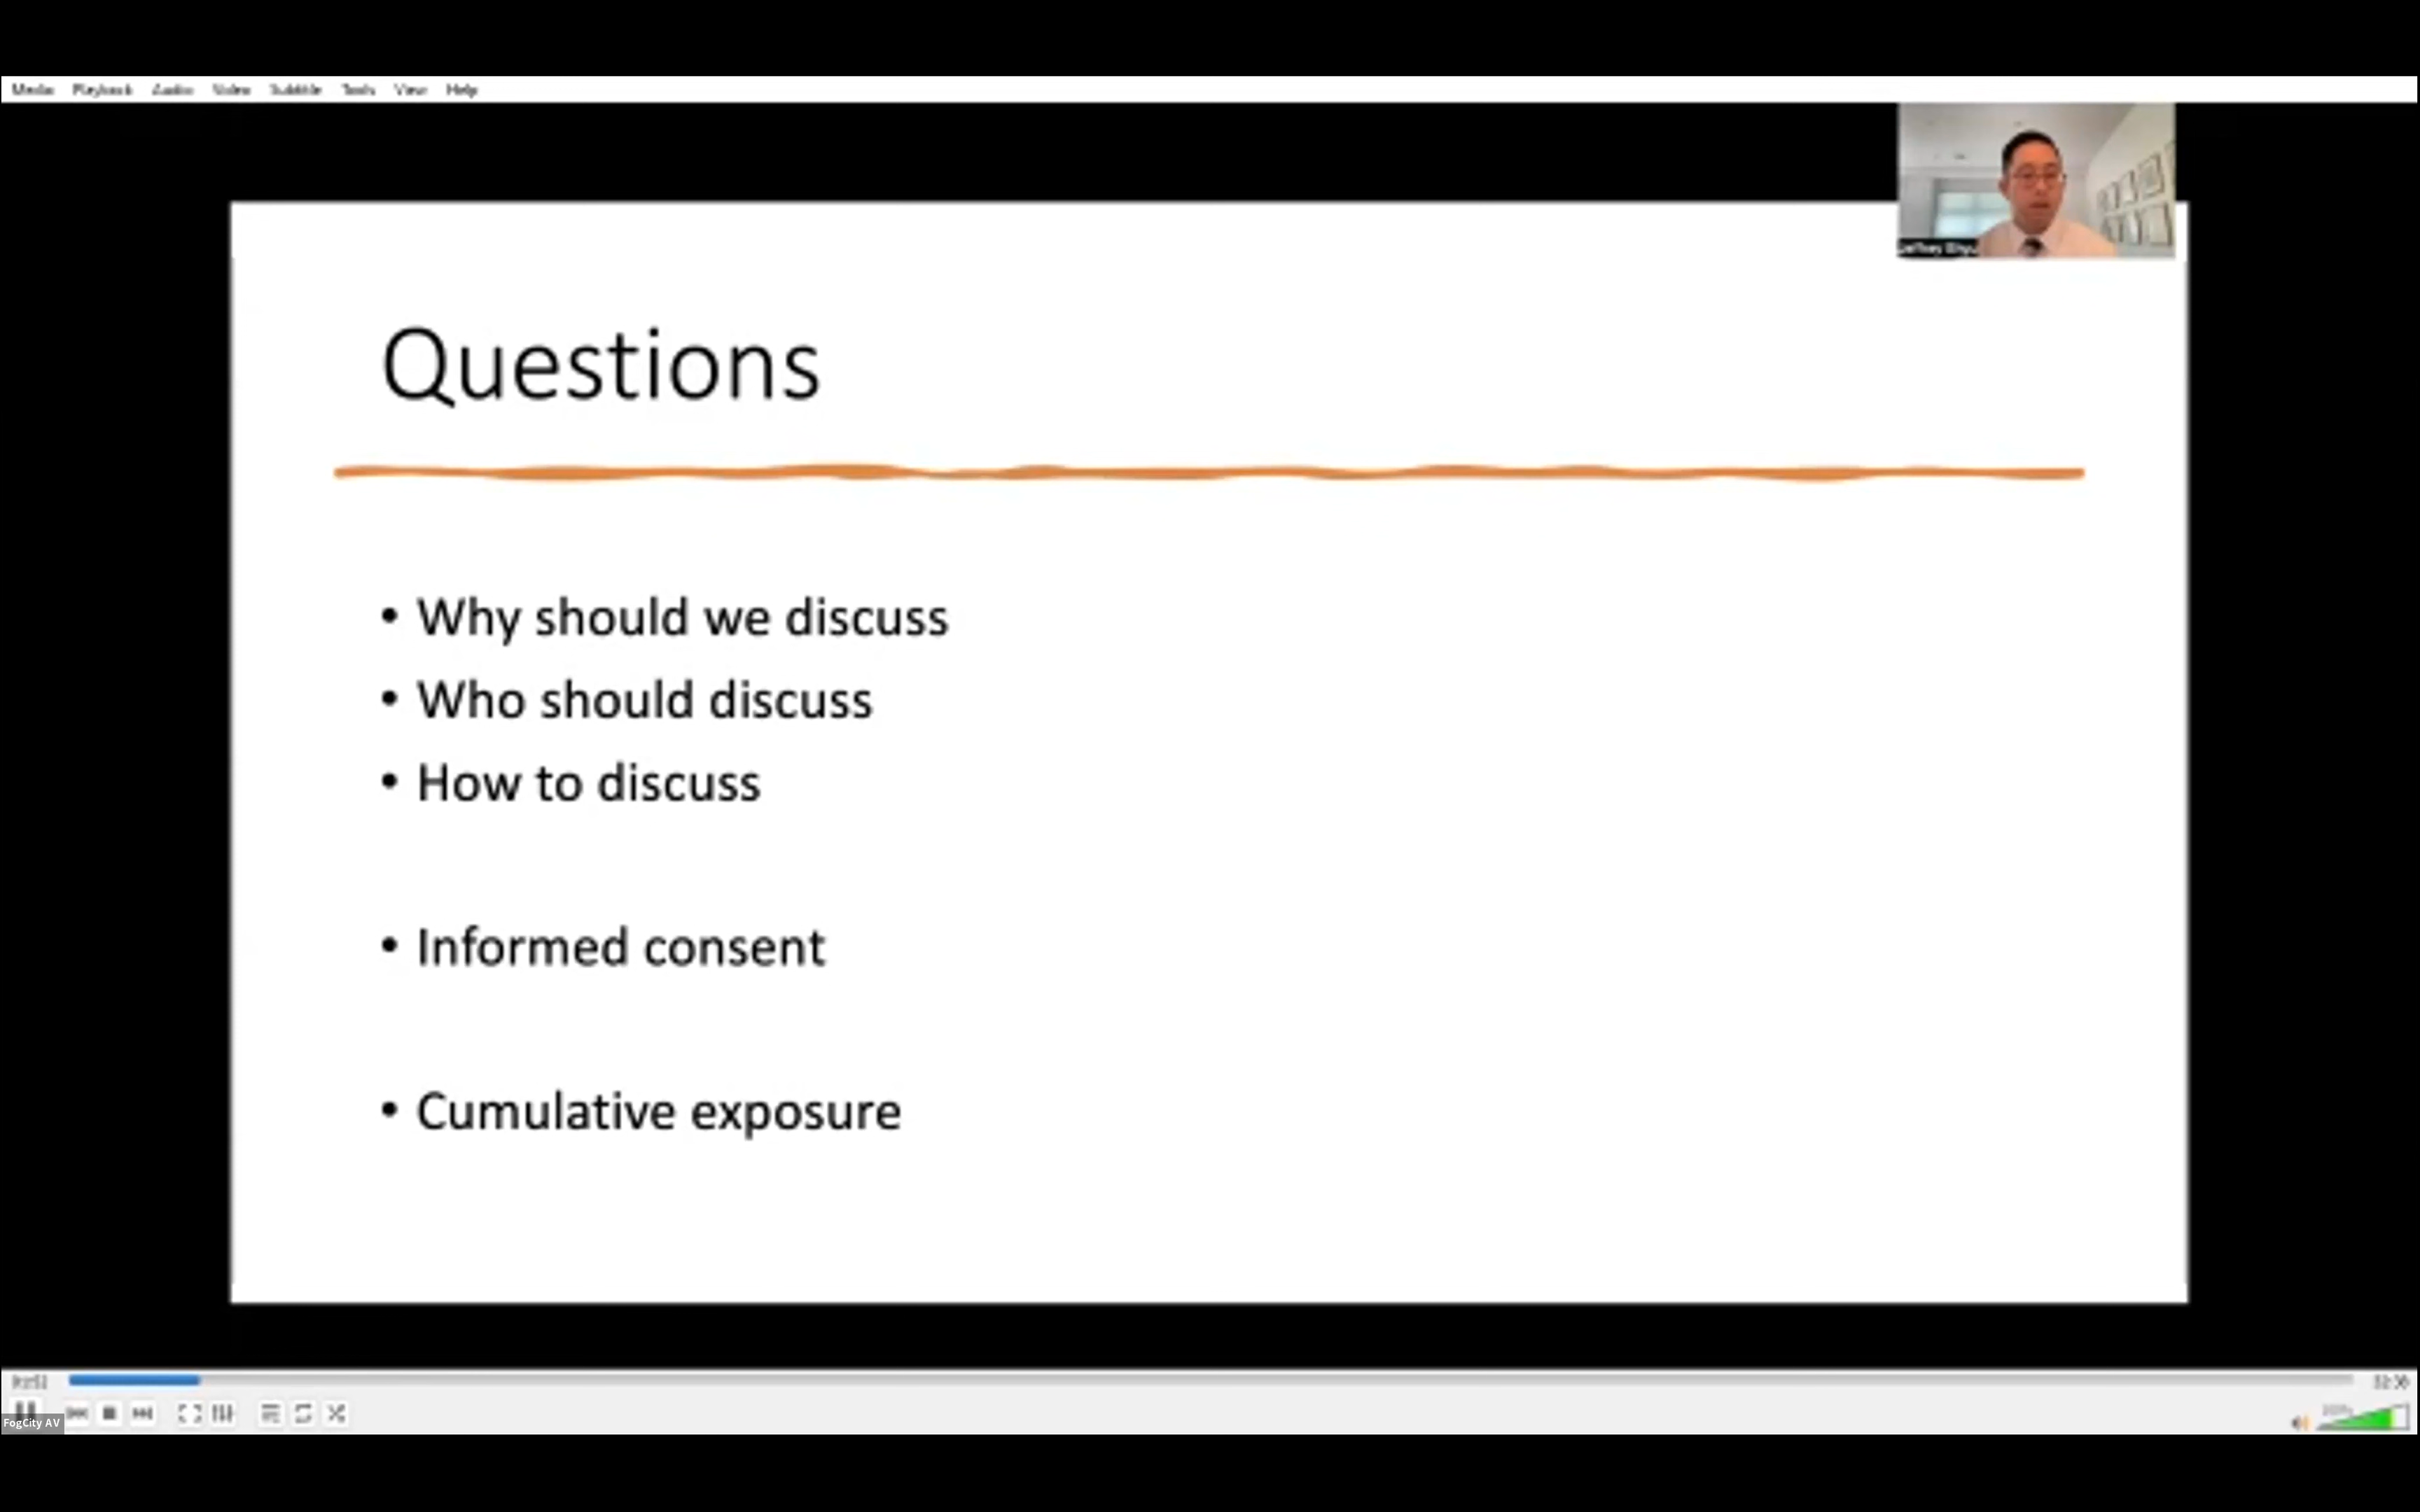 Media Playback Audio Video Subtitle Tools View Help
Questions
• Why should we discuss
• Who should discuss
• How to discuss
• Informed consent
• Cumulative exposure
FogCity AV